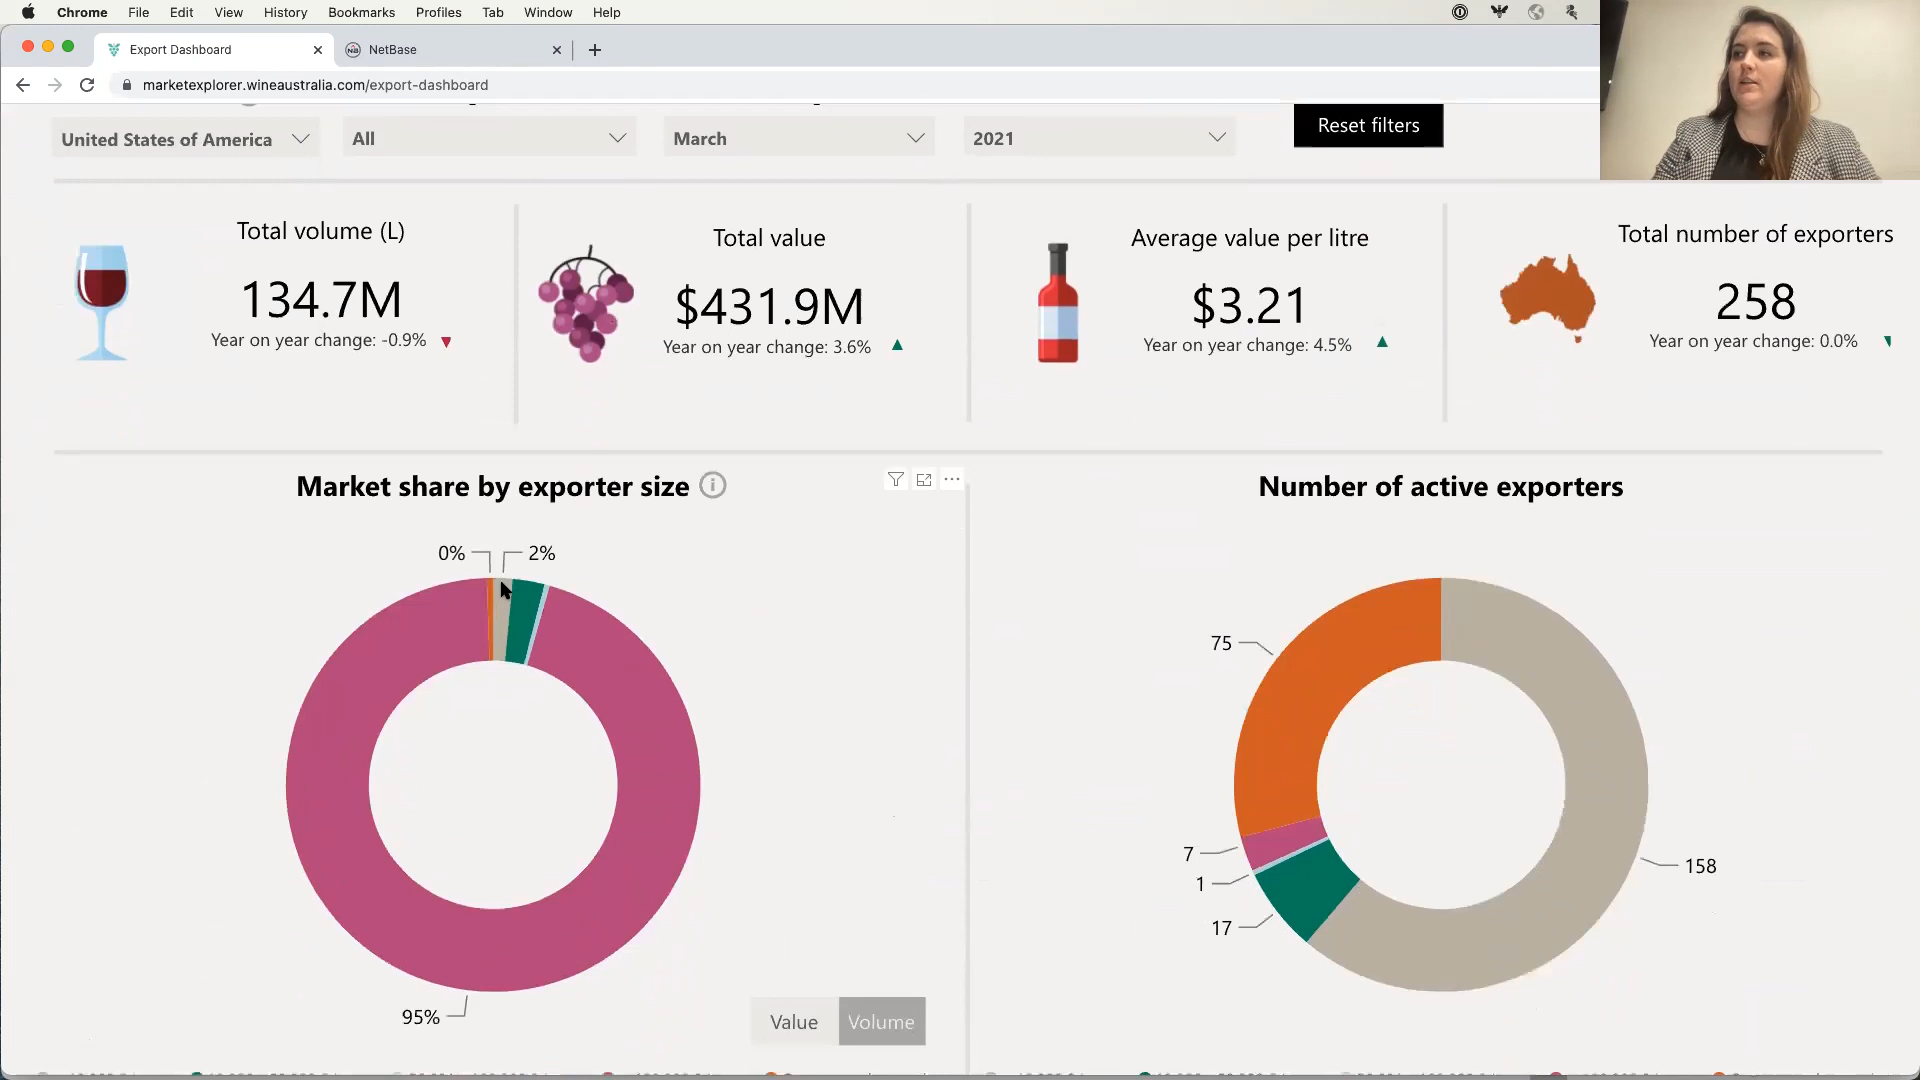 Chrome File Edit View History Bookmarks Profiles Tab Window Help
Export Dashboard NetBase
marketexplorer.wineaustralia.com/export-dashboard
United States of America All March 2021 Reset filters
Total volume (L)
134.7M
Year on year change: -0.9%
Total value
$431.9M
Year on year change: 3.6%
Average value per litre
$3.21
Year on year change: 4.5%
Total number of exporters
258
Year on year change: 0.0%
Market share by exporter size
0% 2%
95%
Value Volume
Number of active exporters
75
7
1
17
158